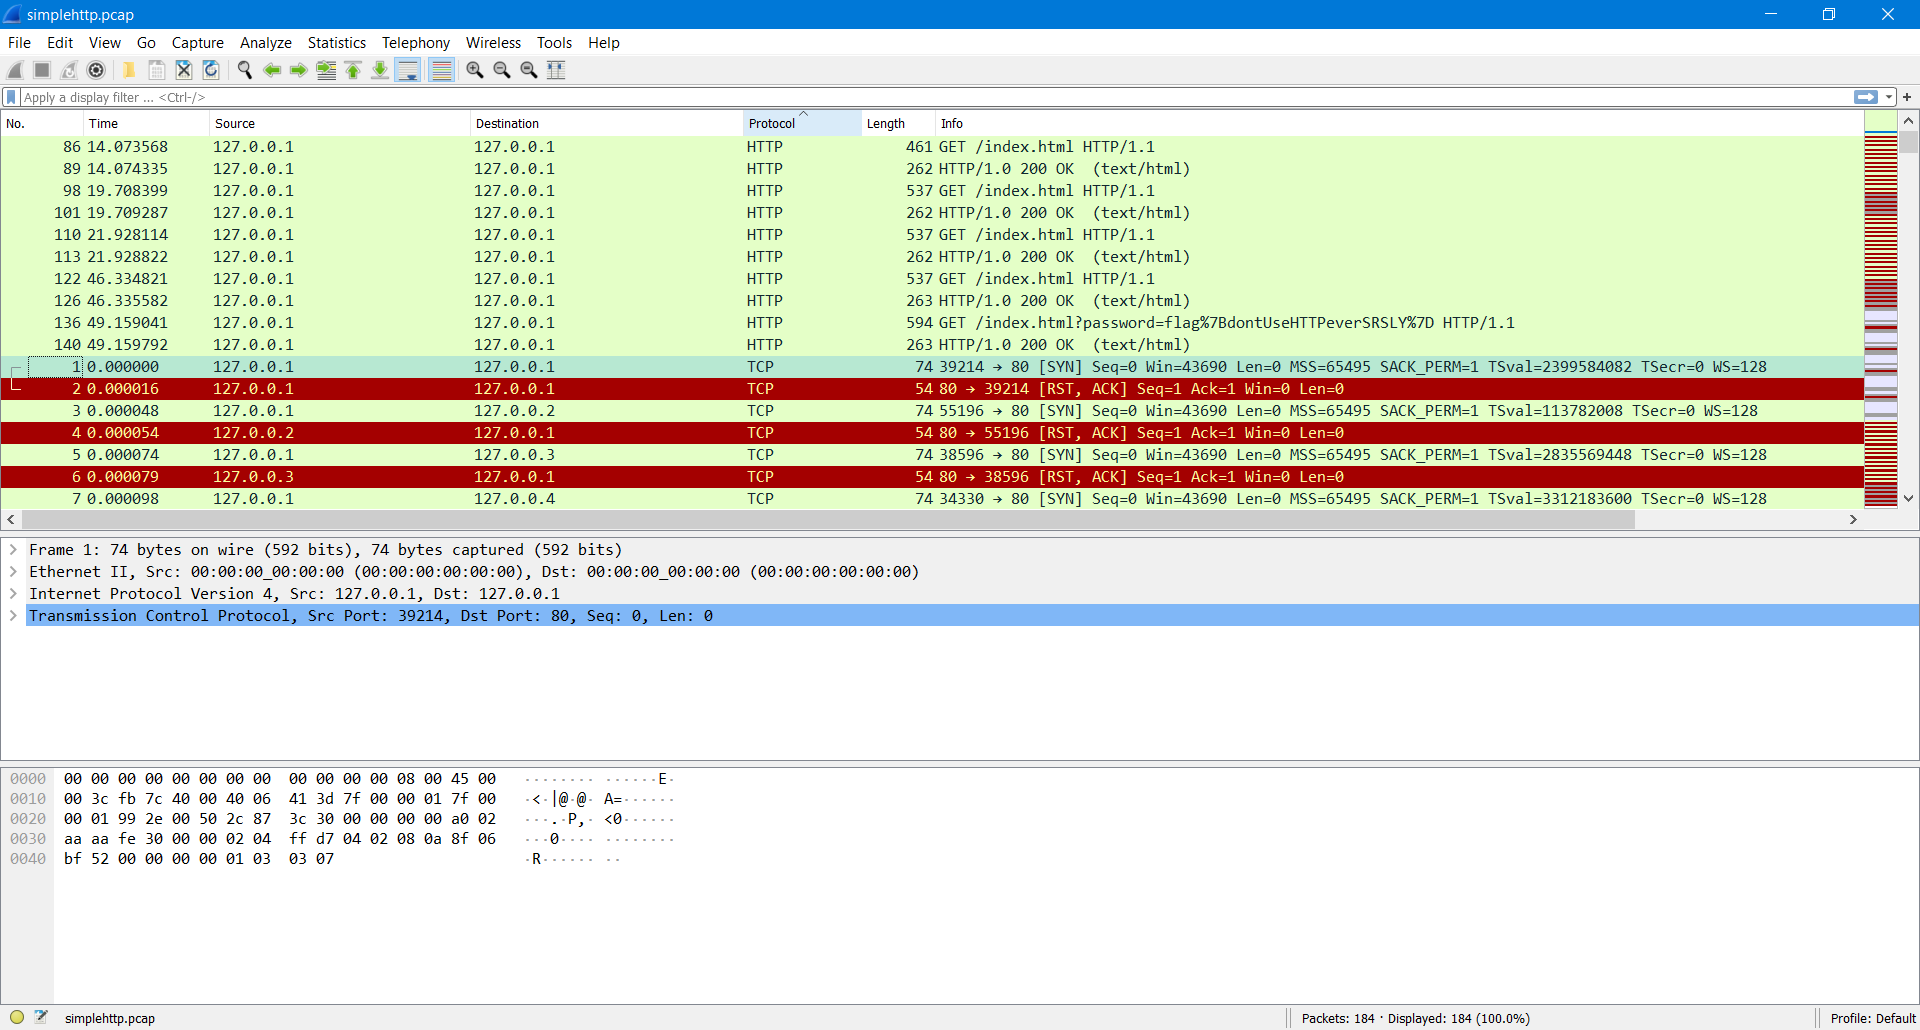 simplehttp.pcap
File Edit View Go Capture Analyze Statistics Telephony Wireless Tools Help
Apply a display filter ... <Ctrl-/>
No. Time Source Destination Protocol Length Info
86 14.073568 127.0.0.1 127.0.0.1 HTTP 461 GET /index.html HTTP/1.1
89 14.074335 127.0.0.1 127.0.0.1 HTTP 262 HTTP/1.0 200 OK (text/html)
98 19.708399 127.0.0.1 127.0.0.1 HTTP 537 GET /index.html HTTP/1.1
101 19.709287 127.0.0.1 127.0.0.1 HTTP 262 HTTP/1.0 200 OK (text/html)
110 21.928114 127.0.0.1 127.0.0.1 HTTP 537 GET /index.html HTTP/1.1
113 21.928822 127.0.0.1 127.0.0.1 HTTP 262 HTTP/1.0 200 OK (text/html)
122 46.334821 127.0.0.1 127.0.0.1 HTTP 537 GET /index.html HTTP/1.1
126 46.335582 127.0.0.1 127.0.0.1 HTTP 263 HTTP/1.0 200 OK (text/html)
136 49.159041 127.0.0.1 127.0.0.1 HTTP 594 GET /index.html?password=flag%7BdontUseHTTPeverSRSLY%7D HTTP/1.1
140 49.159792 127.0.0.1 127.0.0.1 HTTP 263 HTTP/1.0 200 OK (text/html)
1 0.000000 127.0.0.1 127.0.0.1 TCP 74 39214 → 80 [SYN] Seq=0 Win=43690 Len=0 MSS=65495 SACK_PERM=1 TSval=2399584082 TSecr=0 WS=128
2 0.000016 127.0.0.1 127.0.0.1 TCP 54 80 → 39214 [RST, ACK] Seq=1 Ack=1 Win=0 Len=0
3 0.000048 127.0.0.1 127.0.0.2 TCP 74 55196 → 80 [SYN] Seq=0 Win=43690 Len=0 MSS=65495 SACK_PERM=1 TSval=113782008 TSecr=0 WS=128
4 0.000054 127.0.0.2 127.0.0.1 TCP 54 80 → 55196 [RST, ACK] Seq=1 Ack=1 Win=0 Len=0
5 0.000074 127.0.0.1 127.0.0.3 TCP 74 38596 → 80 [SYN] Seq=0 Win=43690 Len=0 MSS=65495 SACK_PERM=1 TSval=2835569448 TSecr=0 WS=128
6 0.000079 127.0.0.3 127.0.0.1 TCP 54 80 → 38596 [RST, ACK] Seq=1 Ack=1 Win=0 Len=0
7 0.000098 127.0.0.1 127.0.0.4 TCP 74 34330 → 80 [SYN] Seq=0 Win=43690 Len=0 MSS=65495 SACK_PERM=1 TSval=3312183600 TSecr=0 WS=128
Frame 1: 74 bytes on wire (592 bits), 74 bytes captured (592 bits)
Ethernet II, Src: 00:00:00_00:00:00 (00:00:00:00:00:00), Dst: 00:00:00_00:00:00 (00:00:00:00:00:00)
Internet Protocol Version 4, Src: 127.0.0.1, Dst: 127.0.0.1
Transmission Control Protocol, Src Port: 39214, Dst Port: 80, Seq: 0, Len: 0
0000 00 00 00 00 00 00 00 00 00 00 00 00 08 00 45 00 ········ ······E·
0010 00 3c fb 7c 40 00 40 06 41 3d 7f 00 00 01 7f 00 ·<·|@·@· A=······
0020 00 01 99 2e 00 50 2c 87 3c 30 00 00 00 00 a0 02 ···.·P,· <0······
0030 aa aa fe 30 00 00 02 04 ff d7 04 02 08 0a 8f 06 ···0···· ········
0040 bf 52 00 00 00 00 01 03 03 07 ·R······ ··
simplehttp.pcap Packets: 184 · Displayed: 184 (100.0%) Profile: Default